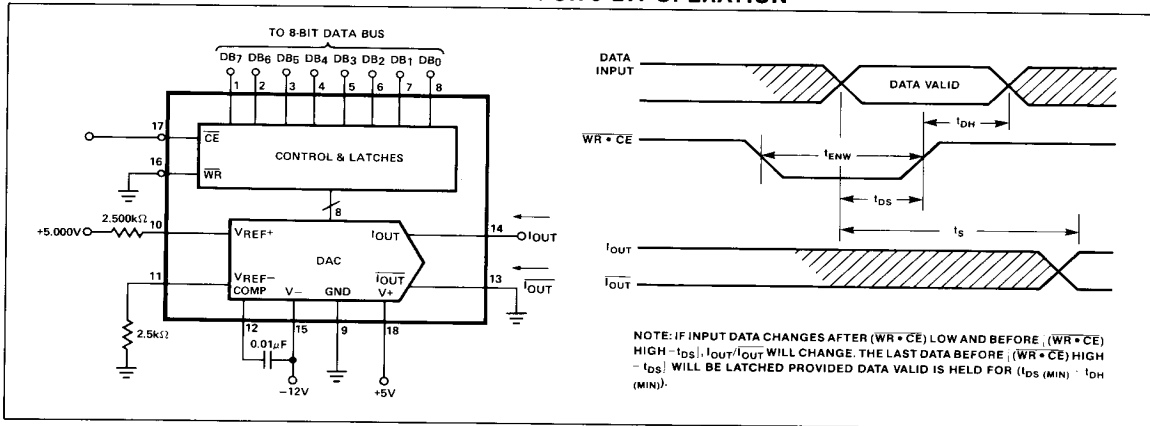 TO 8-BIT DATA BUS
DB7 DB6 DB5 DB4 DB3 DB2 DB1 DB0
1 2 3 4 5 6 7 8
17 CE
16 WR
CONTROL & LATCHES
8
2.500kΩ
+5.000V
10 VREF+
IOUT 14 IOUT
DAC
11 VREF−
IOUT 13 IOUT
COMP V− GND V+
12 15 9 18
2.5kΩ
0.01μF
−12V +5V
DATA
INPUT
DATA VALID
tDH
WR • CE
tENW
tDS
tS
IOUT
IOUT
NOTE: IF INPUT DATA CHANGES AFTER (WR • CE) LOW AND BEFORE |(WR • CE)
HIGH − tDS|, IOUT/IOUT WILL CHANGE. THE LAST DATA BEFORE |(WR • CE) HIGH
− tDS| WILL BE LATCHED PROVIDED DATA VALID IS HELD FOR (tDS (MIN) tDH
(MIN)).